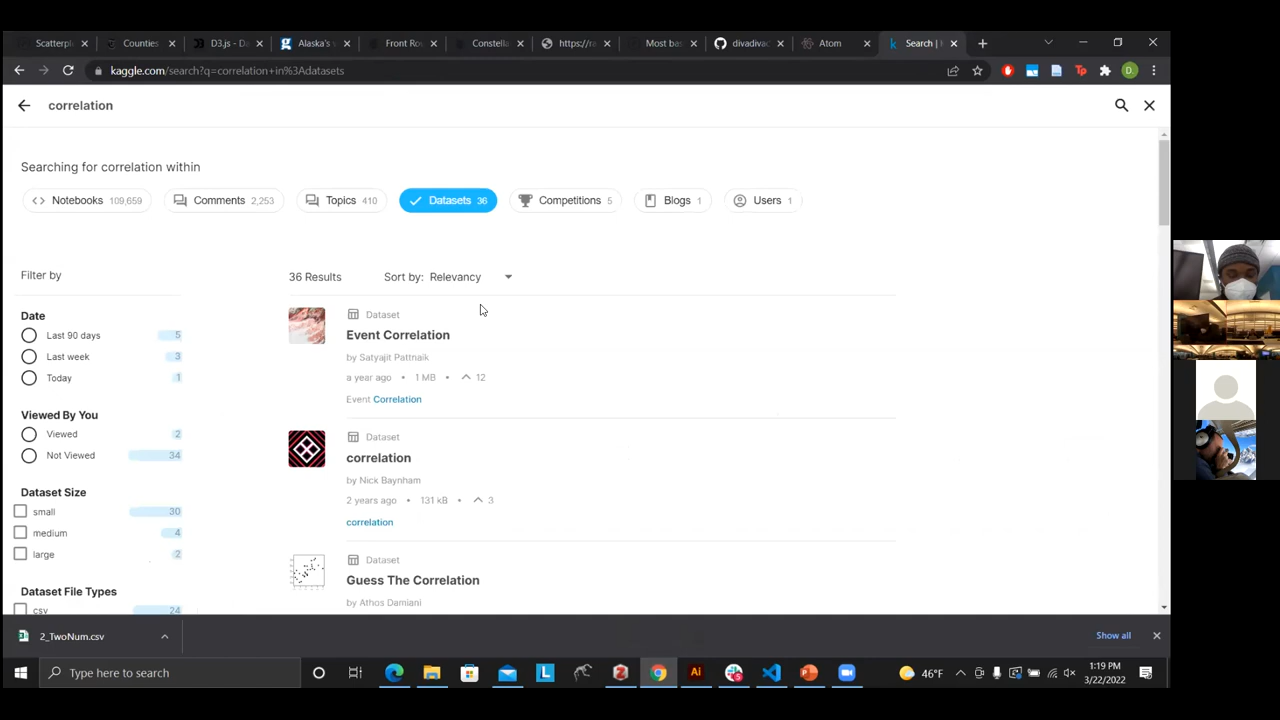 Scatterpl
Counties
D3.js - Da
Alaska's v
Front Ro
Constella
https://ra
Most bas
divadivac
Atom
Search |
kaggle.com/search?q=correlation+in%3Adatasets
D.
correlation
Searching for correlation within
Notebooks 109,659
Comments 2,253
Topics 410
Datasets 36
Competitions 5
Blogs 1
Users 1
Filter by
36 Results
Sort by: Relevancy
Date
Last 90 days 5
Last week 3
Today 1
Viewed By You
Viewed 2
Not Viewed 34
Dataset Size
small 30
medium 4
large 2
Dataset File Types
csv 24
Dataset
Event Correlation
by Satyajit Pattnaik
a year ago • 1 MB • 12
Event Correlation
Dataset
correlation
by Nick Baynham
2 years ago • 131 kB • 3
correlation
Dataset
Guess The Correlation
by Athos Damiani
2_TwoNum.csv
Show all
Type here to search
46°F
1:19 PM
3/22/2022